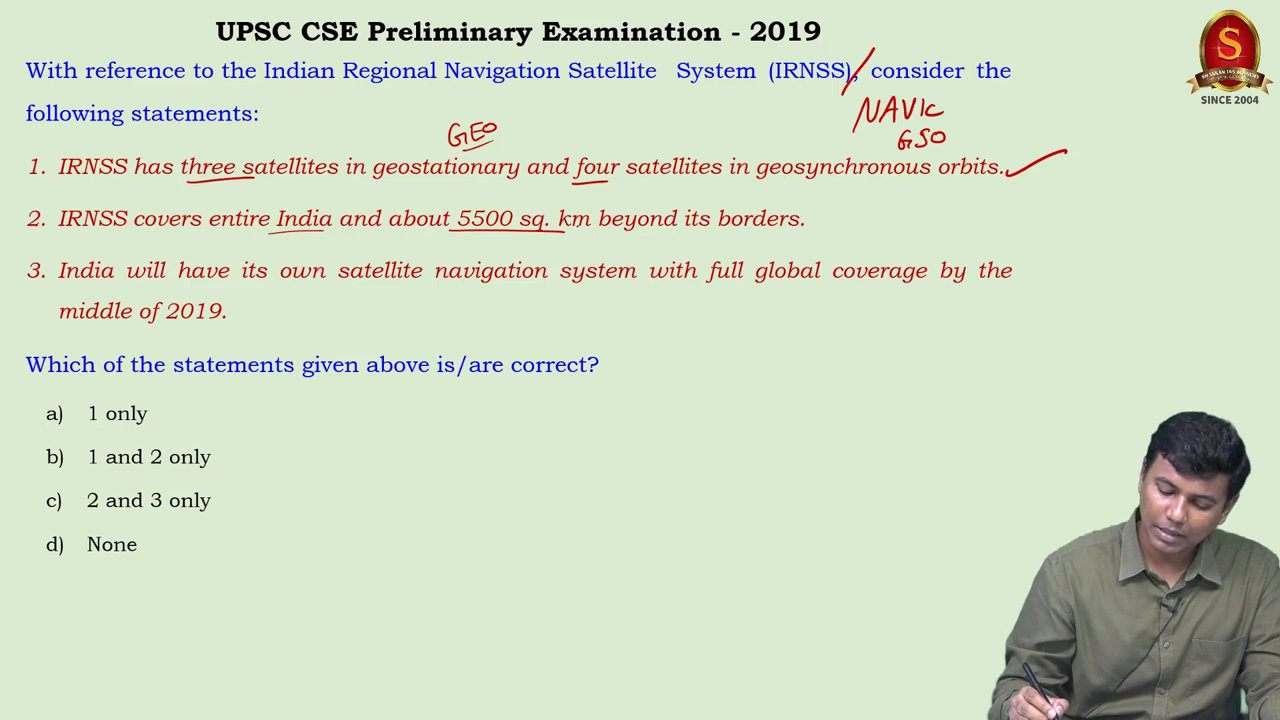 UPSC CSE Preliminary Examination - 2019
With reference to the Indian Regional Navigation Satellite System (IRNSS), consider the
following statements:
NAVIC
GEO
GSO
1. IRNSS has three satellites in geostationary and four satellites in geosynchronous orbits.
2. IRNSS covers entire India and about 5500 sq. km beyond its borders.
3. India will have its own satellite navigation system with full global coverage by the
middle of 2019.
Which of the statements given above is/are correct?
a) 1 only
b) 1 and 2 only
c) 2 and 3 only
d) None
S
SHANKAR IAS ACADEMY
SINCE 2004